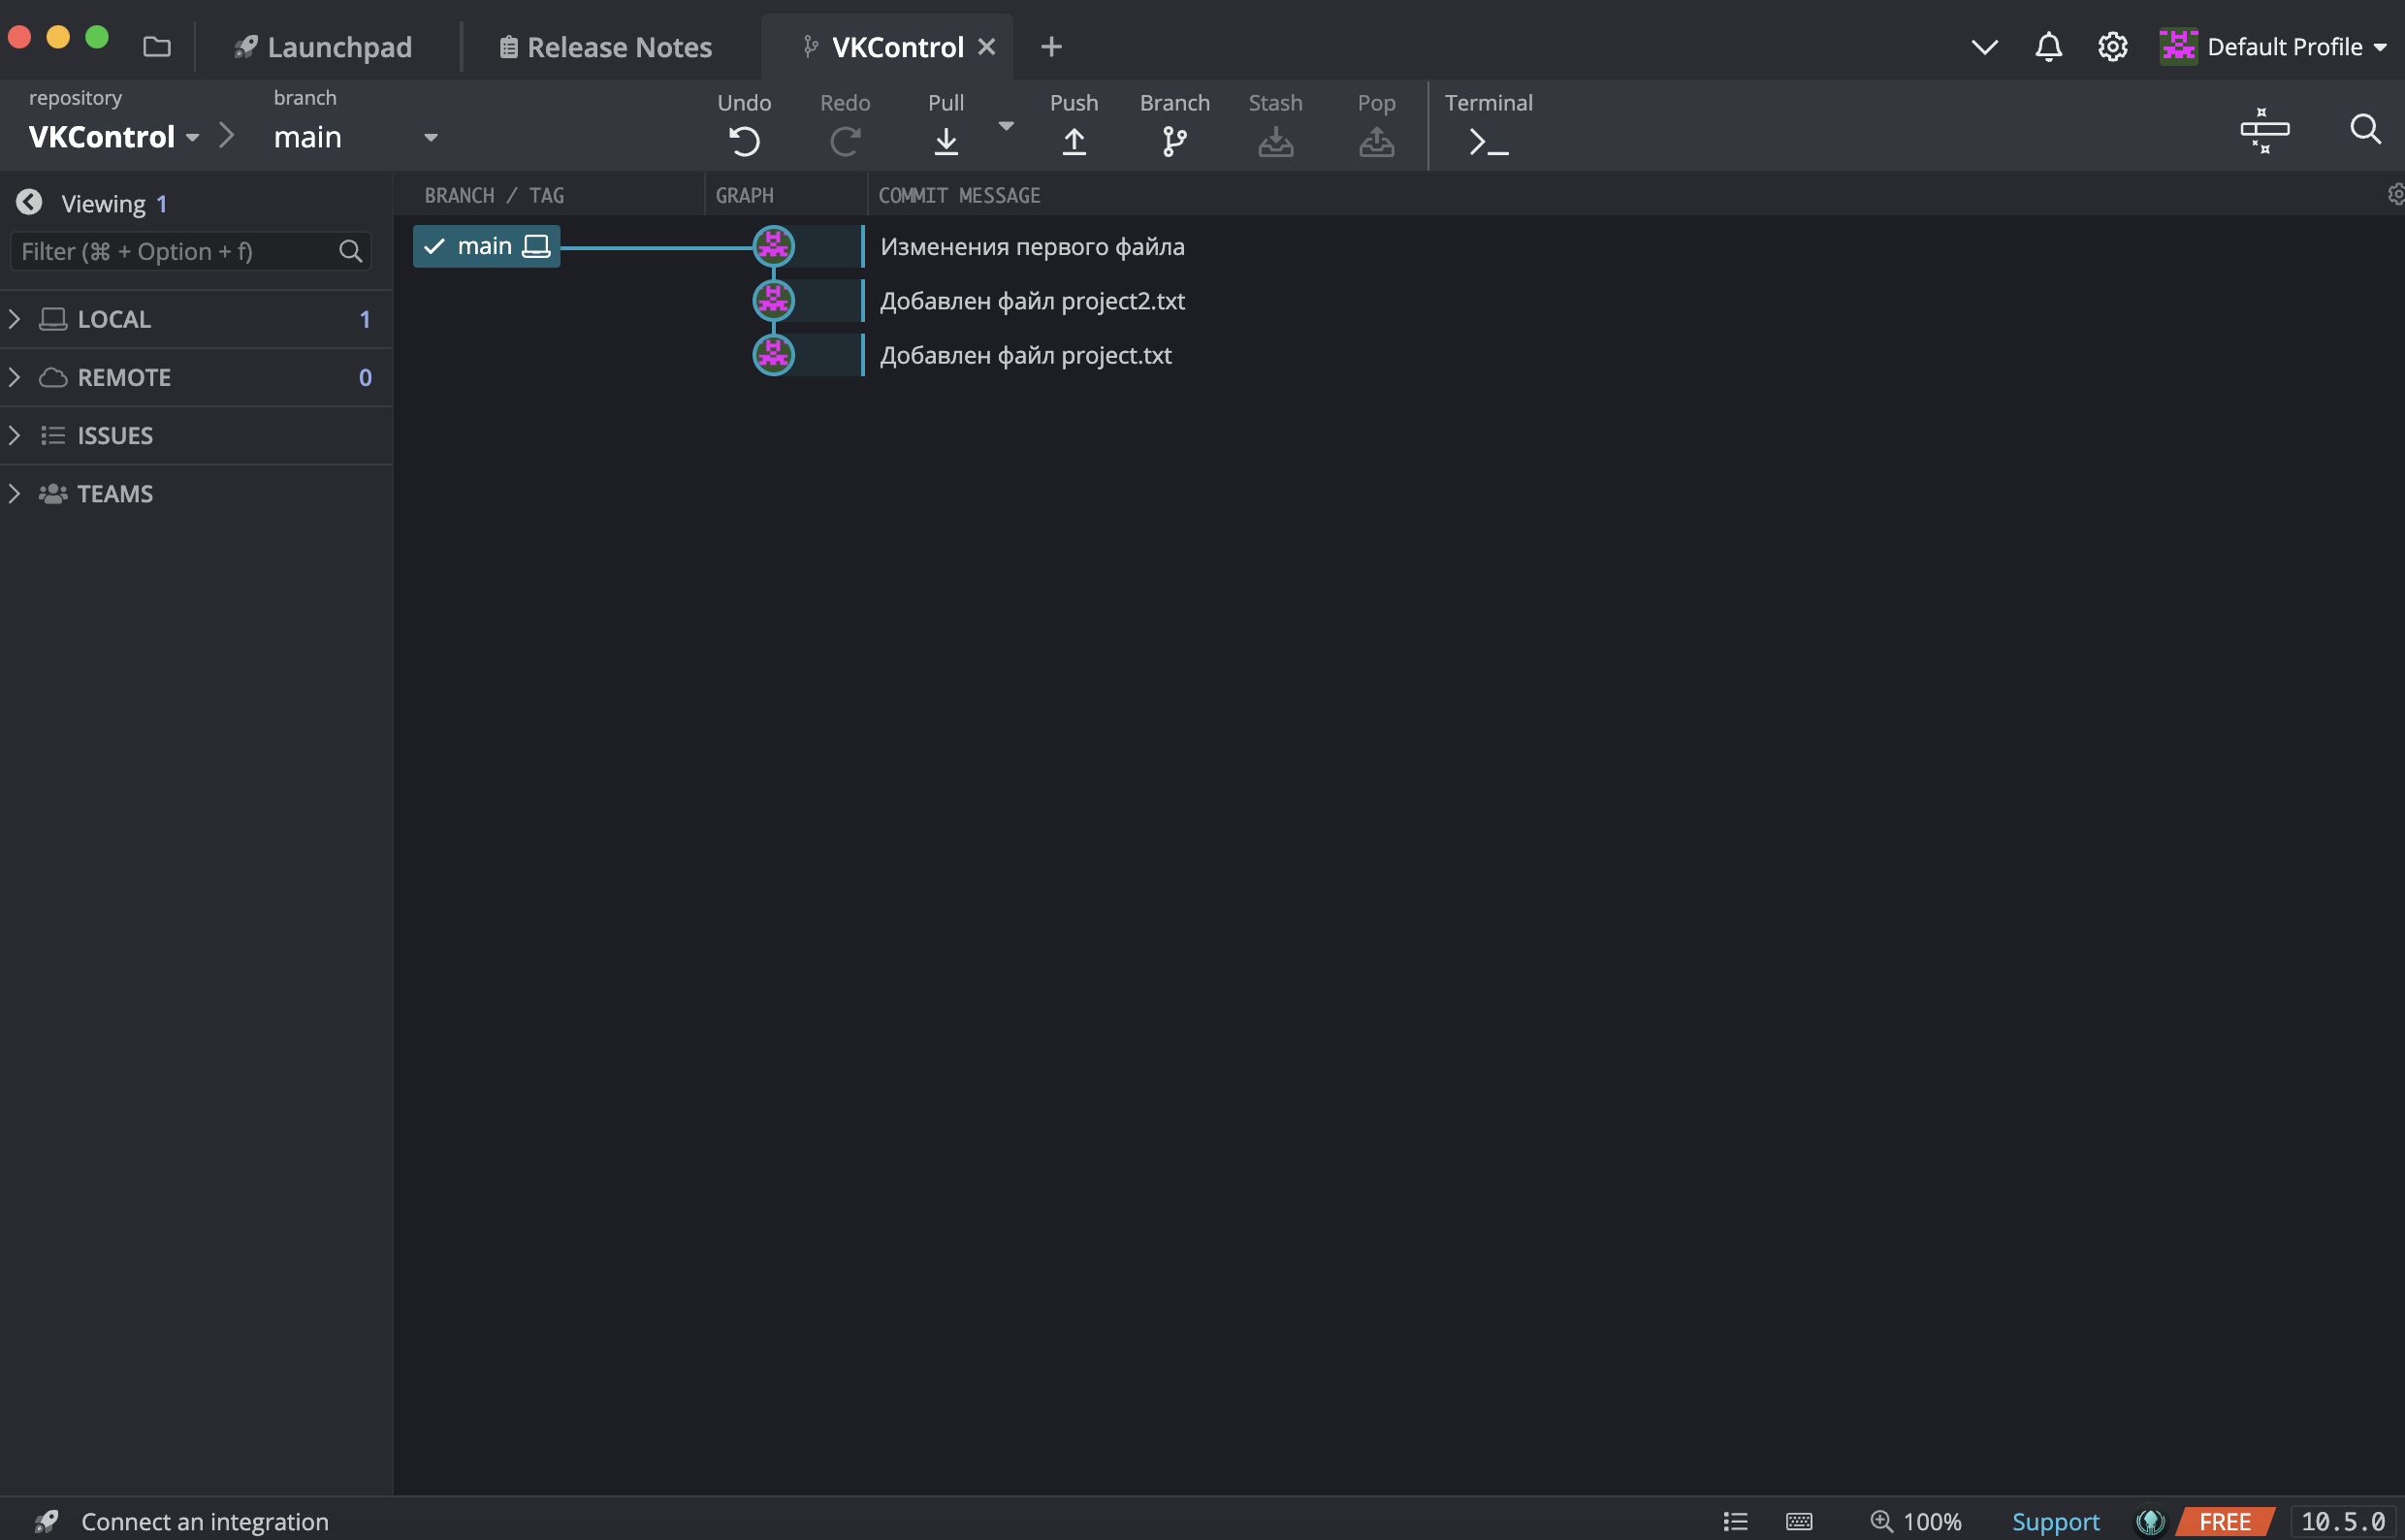 Launchpad
Release Notes
VKControl
Default Profile
repository
VKControl
branch
main
Undo
Redo
Pull
Push
Branch
Stash
Pop
Terminal
Viewing 1
Filter (⌘ + Option + f)
LOCAL 1
REMOTE 0
ISSUES
TEAMS
BRANCH / TAG
GRAPH
COMMIT MESSAGE
main
Изменения первого файла
Добавлен файл project2.txt
Добавлен файл project.txt
Connect an integration
100%
Support
FREE
10.5.0